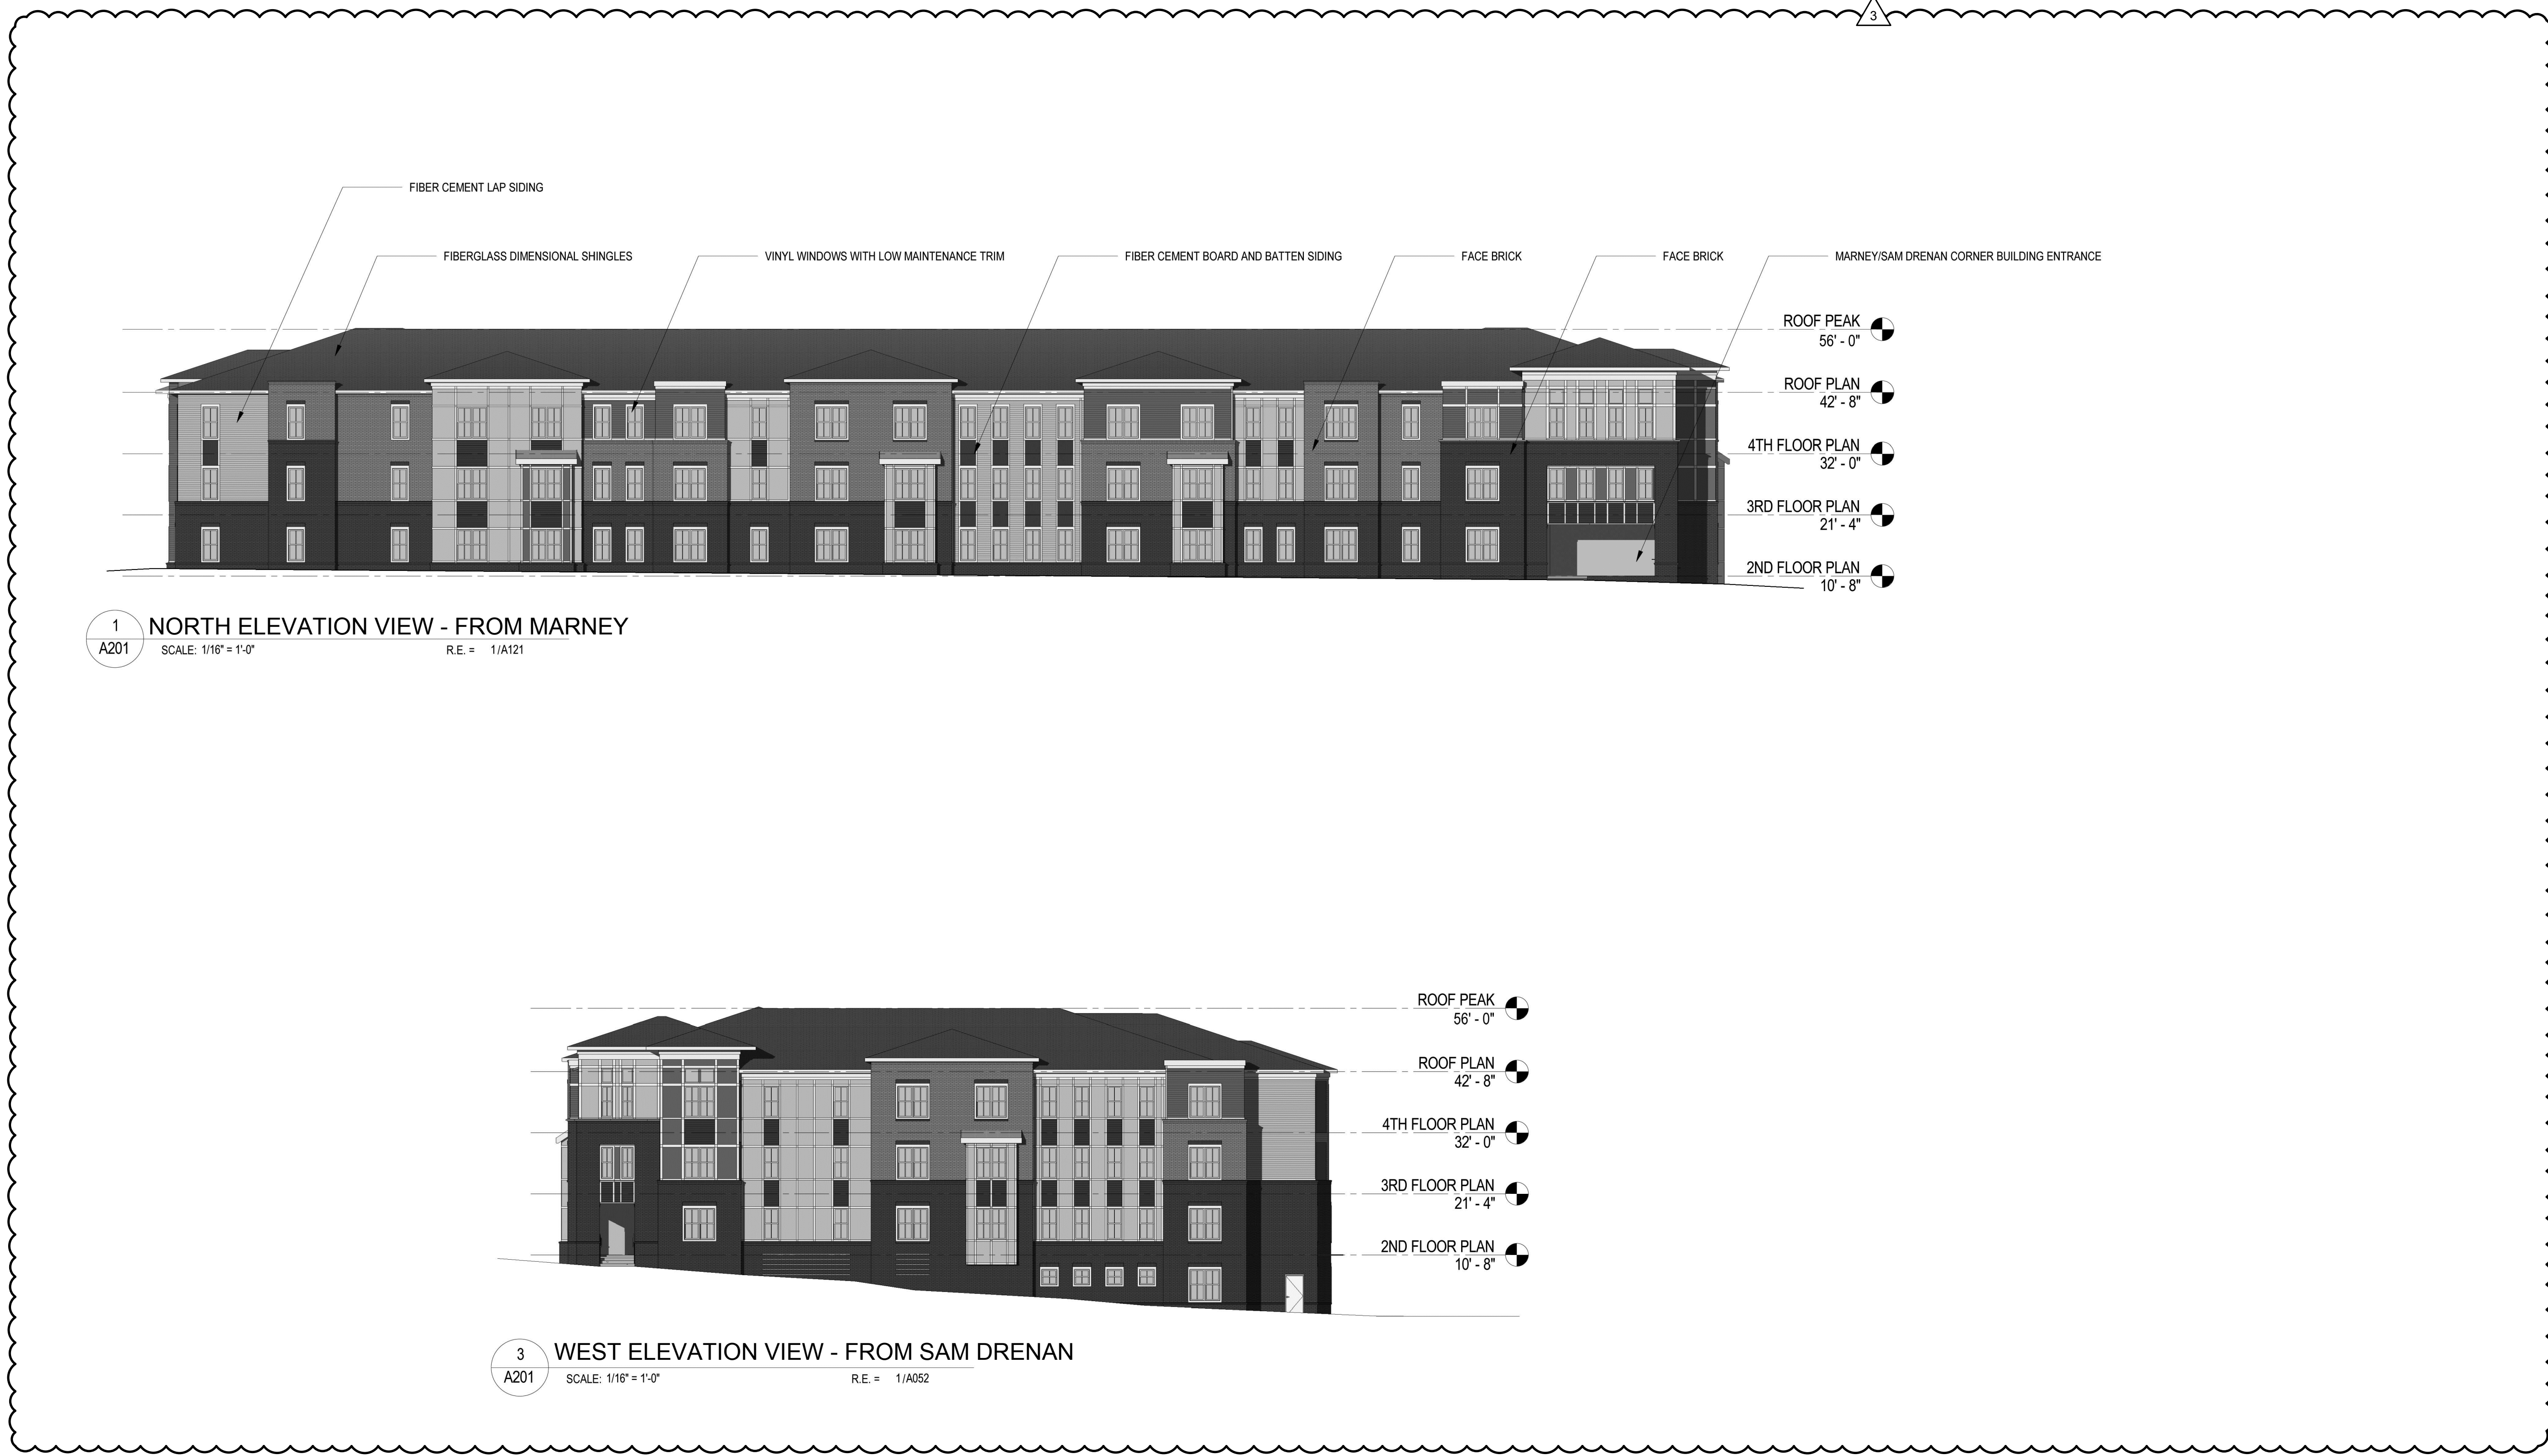 3
FIBER CEMENT LAP SIDING
FIBERGLASS DIMENSIONAL SHINGLES
VINYL WINDOWS WITH LOW MAINTENANCE TRIM
FIBER CEMENT BOARD AND BATTEN SIDING
FACE BRICK
FACE BRICK
MARNEY/SAM DRENAN CORNER BUILDING ENTRANCE
ROOF PEAK
56' - 0"
ROOF PLAN
42' - 8"
4TH FLOOR PLAN
32' - 0"
3RD FLOOR PLAN
21' - 4"
2ND FLOOR PLAN
10' - 8"
1
A201
NORTH ELEVATION VIEW - FROM MARNEY
SCALE: 1/16" = 1'-0"
R.E. = 1/A121
ROOF PEAK
56' - 0"
ROOF PLAN
42' - 8"
4TH FLOOR PLAN
32' - 0"
3RD FLOOR PLAN
21' - 4"
2ND FLOOR PLAN
10' - 8"
3
A201
WEST ELEVATION VIEW - FROM SAM DRENAN
SCALE: 1/16" = 1'-0"
R.E. = 1/A052